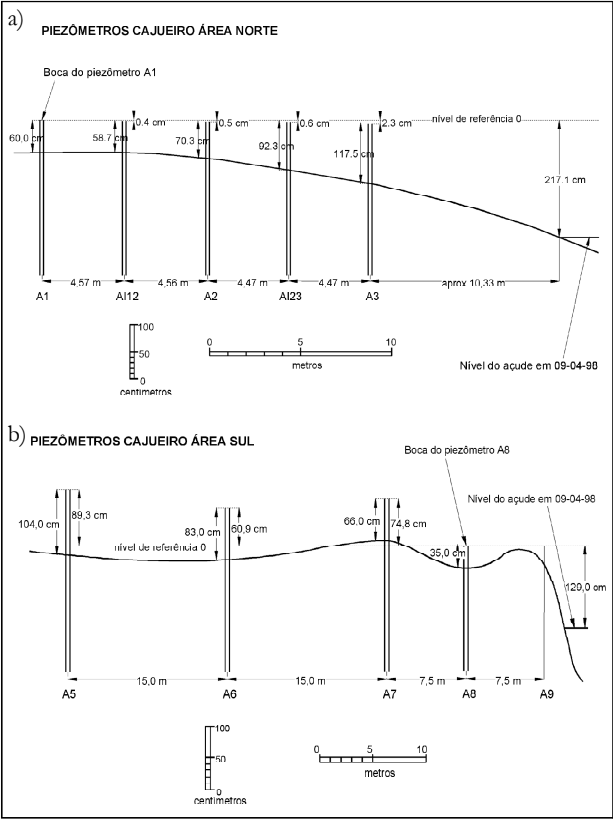 a)
PIEZÔMETROS CAJUEIRO ÁREA NORTE
Boca do piezômetro A1
nível de referência 0
0.4 cm
0.5 cm
0.6 cm
2.3 cm
60,0 cm
58.7 cm
70.3 cm
92.3 cm
117.5 cm
217.1 cm
4,57 m
4,56 m
4,47 m
4,47 m
aprox 10,33 m
A1
AI12
A2
AI23
A3
100
50
0
centímetros
0
5
10
metros
Nível do açude em 09-04-98
b)
PIEZÔMETROS CAJUEIRO ÁREA SUL
Boca do piezômetro A8
Nível do açude em 09-04-98
104,0 cm
89,3 cm
83,0 cm
60,9 cm
66,0 cm
74,8 cm
nível de referência 0
35,0 cm
129,0 cm
15,0 m
15,0 m
7,5 m
7,5 m
A5
A6
A7
A8
A9
100
50
0
centímetros
0
5
10
metros